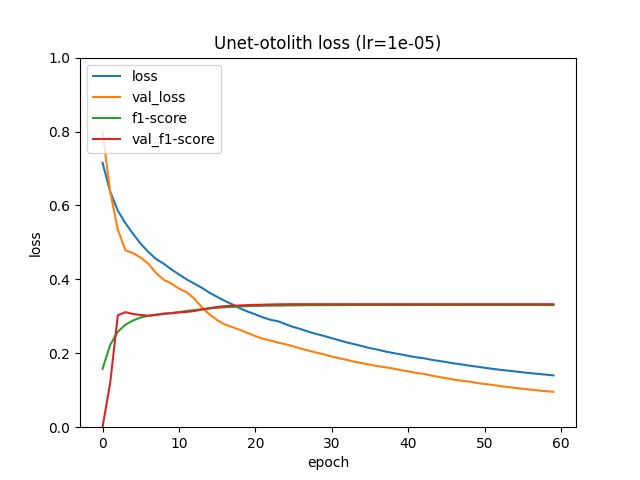 Unet-otolith loss (lr=1e-05)
loss
val_loss
f1-score
val_f1-score
loss
1.0
0.8
0.6
0.4
0.2
0.0
0 10 20 30 40 50 60
epoch